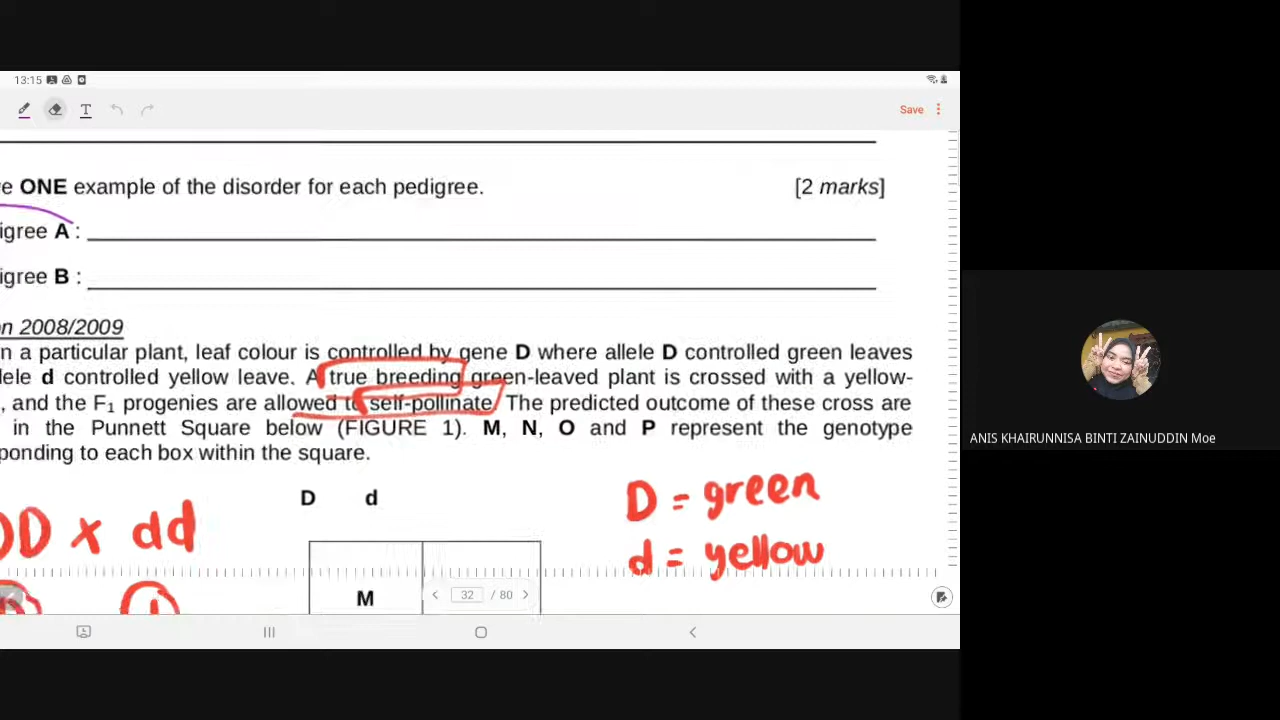 13:15
T
Save
e ONE example of the disorder for each pedigree. [2 marks]
igree A :
igree B :
n 2008/2009
n a particular plant, leaf colour is controlled by gene D where allele D controlled green leaves
lele d controlled yellow leave. A true breeding green-leaved plant is crossed with a yellow-
, and the F₁ progenies are allowed to self-pollinate. The predicted outcome of these cross are
in the Punnett Square below (FIGURE 1). M, N, O and P represent the genotype
ponding to each box within the square.
D d
D = green
DD x dd
d = yellow
M
32 / 80
ANIS KHAIRUNNISA BINTI ZAINUDDIN Moe